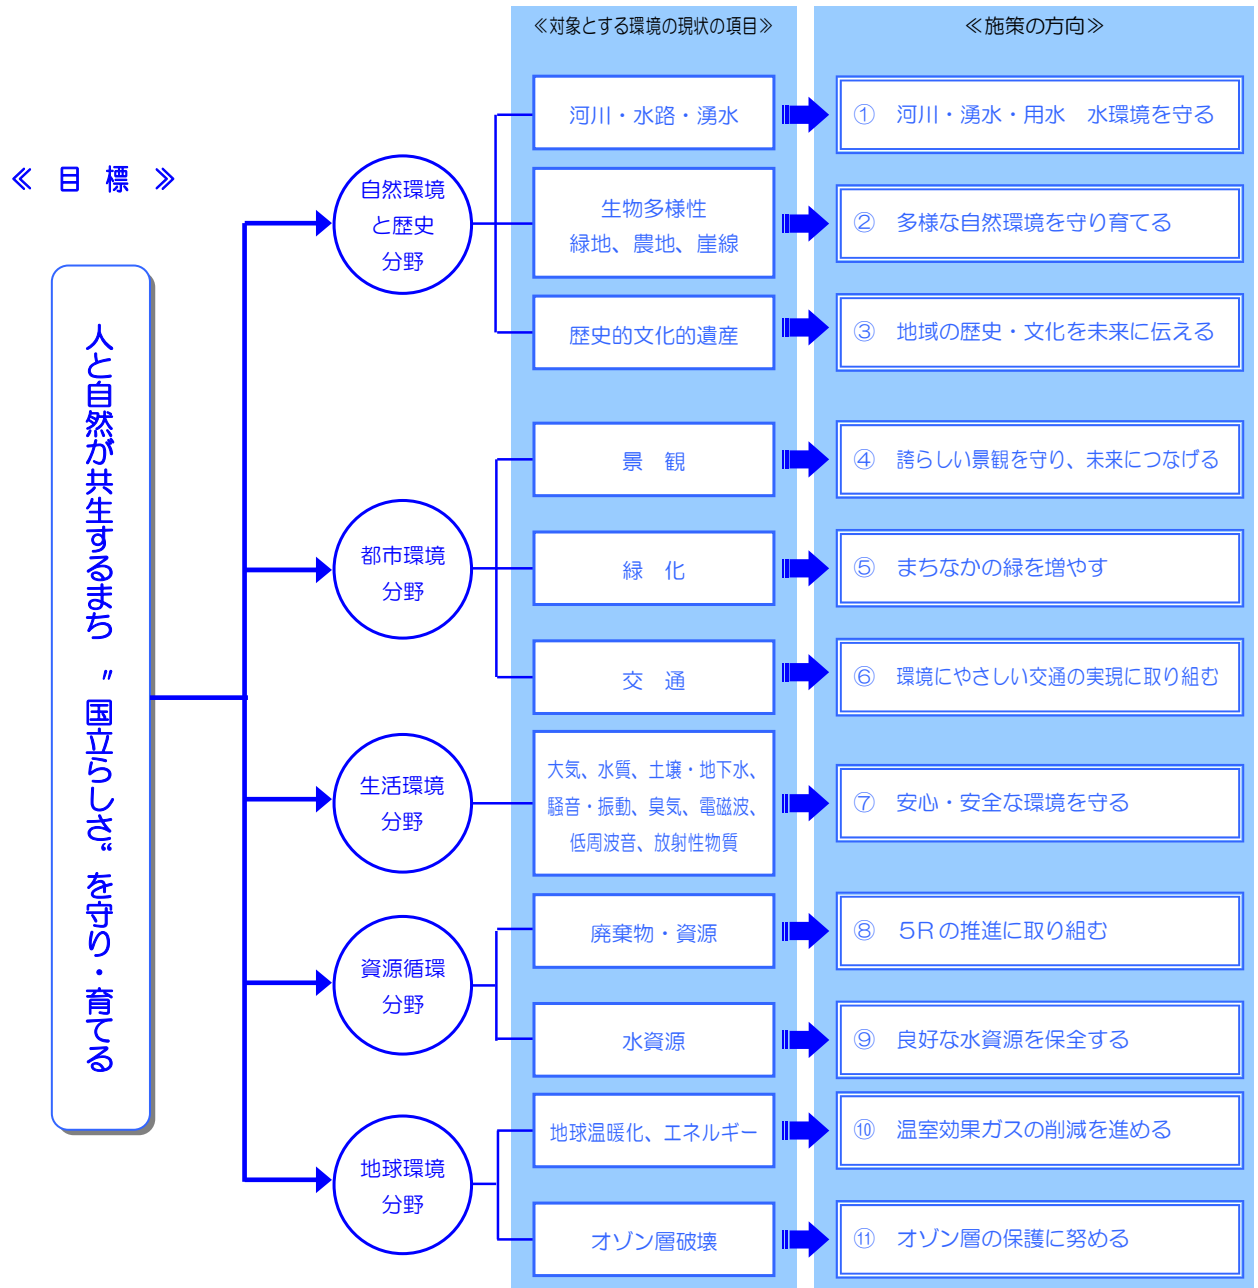 ≪対象とする環境の現状の項目≫
≪施策の方向≫
≪　目　標　≫
人と自然が共生するまち　〝国立らしさ〟を守り・育てる
自然環境
と歴史
分野
河川・水路・湧水
①　河川・湧水・用水　水環境を守る
生物多様性
緑地、農地、崖線
②　多様な自然環境を守り育てる
歴史的文化的遺産
③　地域の歴史・文化を未来に伝える
都市環境
分野
景　観
④　誇らしい景観を守り、未来につなげる
緑　化
⑤　まちなかの緑を増やす
交　通
⑥　環境にやさしい交通の実現に取り組む
生活環境
分野
大気、水質、土壌・地下水、
騒音・振動、臭気、電磁波、
低周波音、放射性物質
⑦　安心・安全な環境を守る
資源循環
分野
廃棄物・資源
⑧　５Ｒの推進に取り組む
水資源
⑨　良好な水資源を保全する
地球環境
分野
地球温暖化、エネルギー
⑩　温室効果ガスの削減を進める
オゾン層破壊
⑪　オゾン層の保護に努める